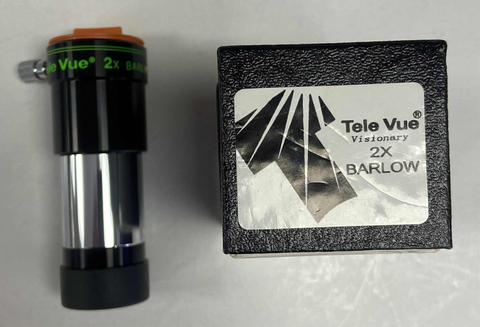 Tele Vue® 2X BARLOW
Tele Vue®
Visionary
2X
BARLOW